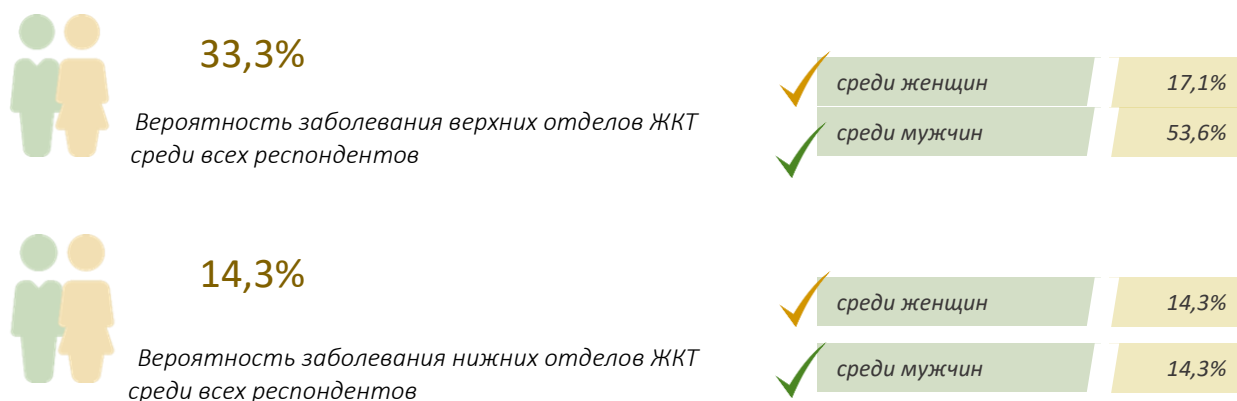 33,3%
Вероятность заболевания верхних отделов ЖКТ
среди всех респондентов
среди женщин 17,1%
среди мужчин 53,6%
14,3%
Вероятность заболевания нижних отделов ЖКТ
среди всех респондентов
среди женщин 14,3%
среди мужчин 14,3%